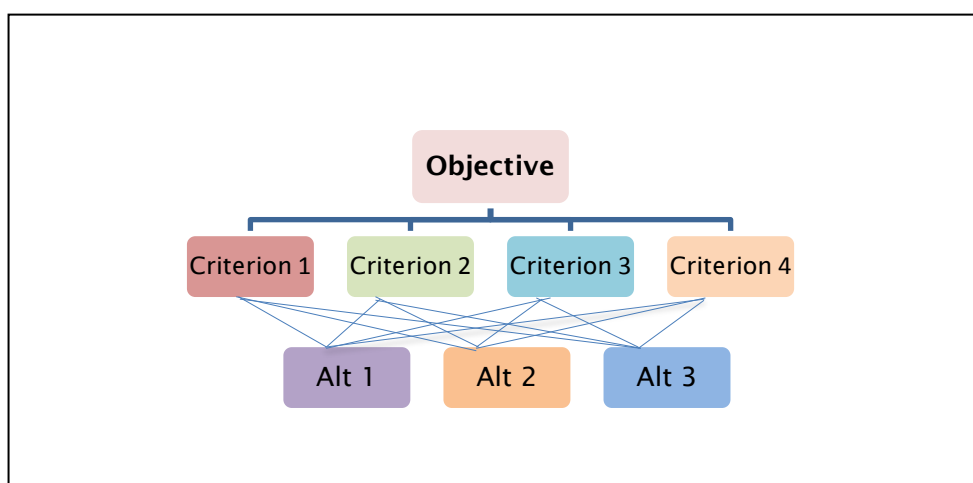 Objective
Criterion 1
Criterion 2
Criterion 3
Criterion 4
Alt 1
Alt 2
Alt 3